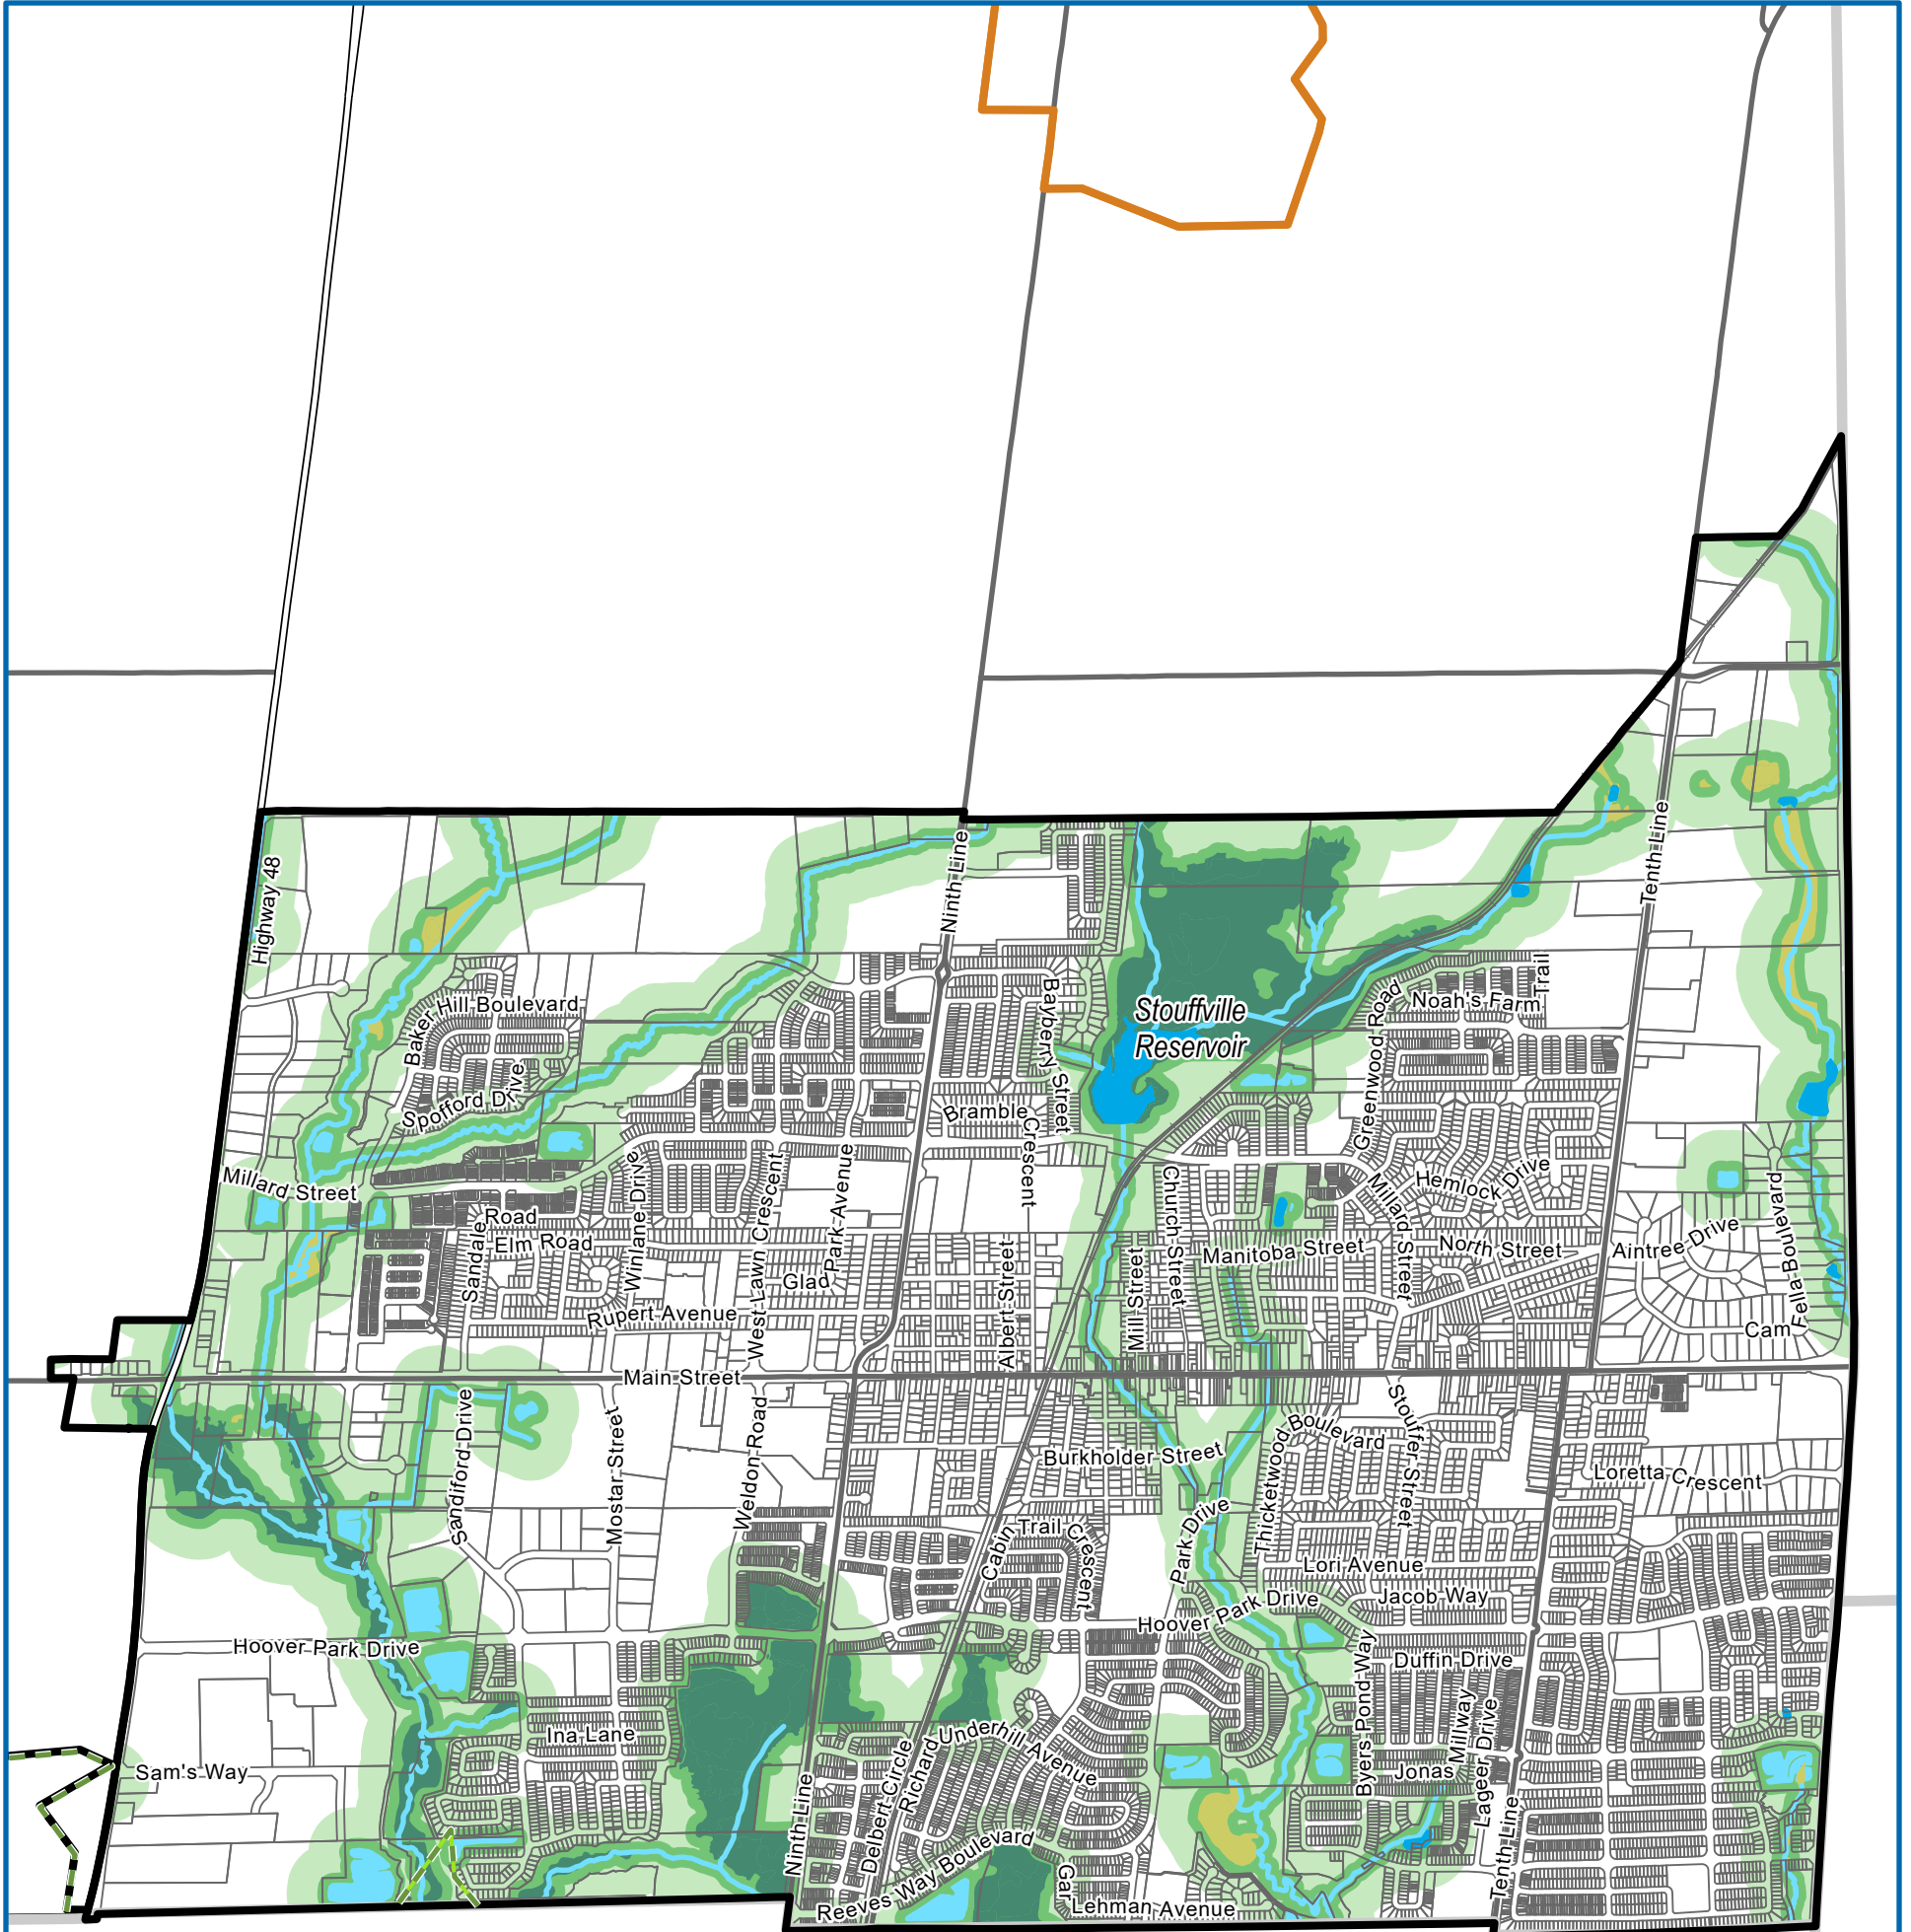 Highway 48
Ninth Line
Tenth Line
Baker Hill Boulevard
Bayberry Street
Stouffville
Reservoir
Greenwood Road
Noah's Farm
Trail
Spofford Drive
Bramble
Crescent
Millard Street
Winlane Drive
West Lawn Crescent
Park Avenue
Church Street
Millard Street
Hemlock Drive
Road
Elm Road
Sandale
Glad
Rupert Avenue
Albert Street
Mill Street
Manitoba Street
North Street
Aintree Drive
Fella Boulevard
Cam
Main Street
Sandiford Drive
Mostar Street
Weldon Road
Burkholder Street
Thicketwood
Boulevard
Stouffer Street
Loretta Crescent
Cabin
Trail Crescent
Park Drive
Lori Avenue
Jacob Way
Hoover Park Drive
Hoover Park Drive
Byers Pond Way
Duffin Drive
Ina Lane
Underhill Avenue
Millway
Lageer Drive
Jonas
Sam's Way
Ninth Line
Delbert Circle
Richard
Reeves Way Boulevard
Gar
Lehman Avenue
Tenth Line